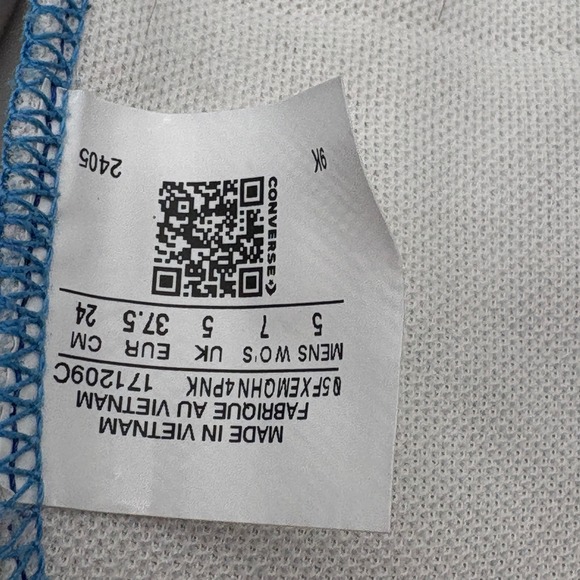 MADE IN VIETNAM
FABRIQUE AU VIETNAM
05FXEMQHN4PNK 171209C
MENS WO'S UK EUR CM
5 7 5 37.5 24
CONVERSE
9K 2405